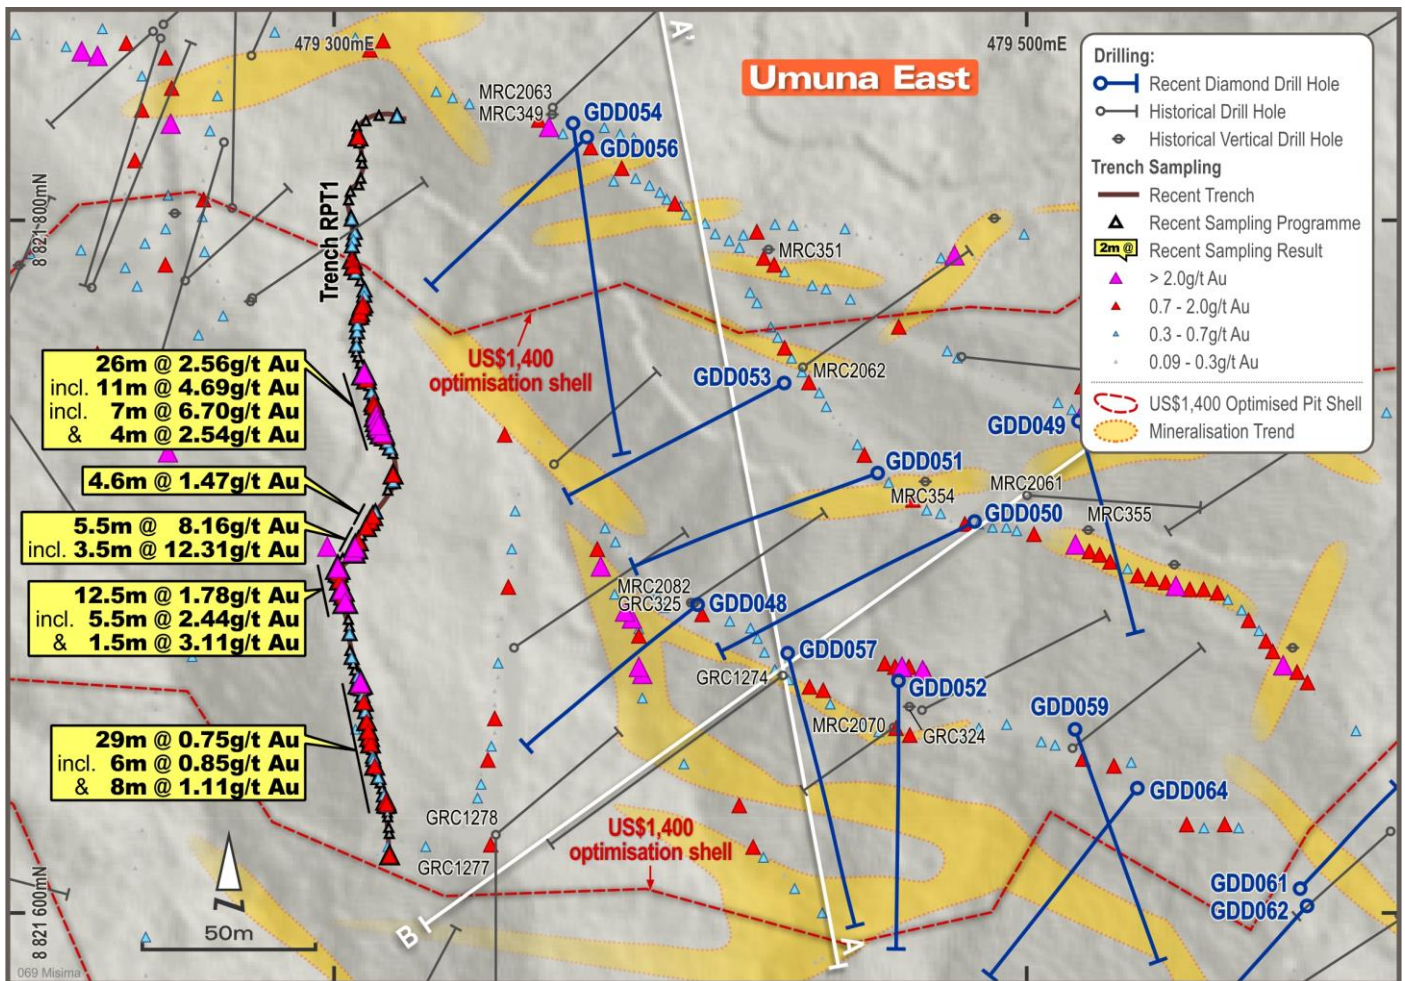 479 300mE
479 500mE
8 821 800mN
8 821 600mN
Umuna East
A'
Drilling:
Recent Diamond Drill Hole
Historical Drill Hole
Historical Vertical Drill Hole
Trench Sampling
Recent Trench
Recent Sampling Programme
2m @
Recent Sampling Result
> 2.0g/t Au
0.7 - 2.0g/t Au
0.3 - 0.7g/t Au
0.09 - 0.3g/t Au
US$1,400 Optimised Pit Shell
Mineralisation Trend
MRC2063
MRC349
GDD054
GDD056
Trench RPT1
MRC351
US$1,400
optimisation shell
GDD053
MRC2062
GDD049
26m @ 2.56g/t Au
incl. 11m @ 4.69g/t Au
incl. 7m @ 6.70g/t Au
& 4m @ 2.54g/t Au
4.6m @ 1.47g/t Au
5.5m @ 8.16g/t Au
incl. 3.5m @ 12.31g/t Au
12.5m @ 1.78g/t Au
incl. 5.5m @ 2.44g/t Au
& 1.5m @ 3.11g/t Au
29m @ 0.75g/t Au
incl. 6m @ 0.85g/t Au
& 8m @ 1.11g/t Au
GDD051
MRC354
MRC2061
GDD050
MRC355
MRC2082
GRC325
GDD048
GDD057
GRC1274
GDD052
MRC2070
GRC324
GDD059
GDD064
GRC1278
GRC1277
US$1,400
optimisation shell
GDD061
GDD062
B
A
Z
50m
069 Misima